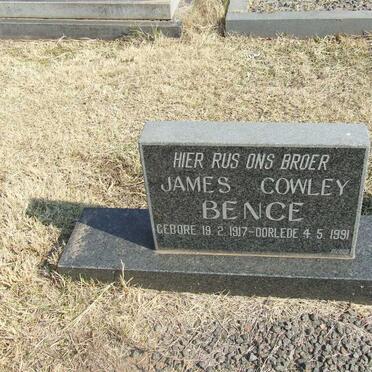 HIER RUS ONS BROER
JAMES COWLEY
BENCE
GEBORE 19.2.1917-OORLEDE 4.5.1991